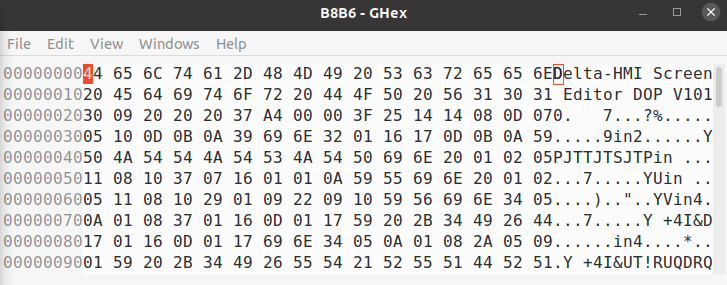 B8B6 - GHex
File Edit View Windows Help
00000000 44 65 6C 74 61 2D 48 4D 49 20 53 63 72 65 65 6E Delta-HMI Screen
00000010 20 45 64 69 74 6F 72 20 44 4F 50 20 56 31 30 31 Editor DOP V101
00000020 30 09 20 20 20 37 A4 00 00 3F 25 14 14 08 0D 07 0. 7...?%.....
00000030 05 10 0D 0B 0A 39 69 6E 32 01 16 17 0D 0B 0A 59 .....9in2......Y
00000040 50 4A 54 54 4A 54 53 4A 54 50 69 6E 20 01 02 05 PJTTJTSJTPin ...
00000050 11 08 10 37 07 16 01 01 0A 59 55 69 6E 20 01 02 ...7.....YUin ..
00000060 05 11 08 10 29 01 09 22 09 10 59 56 69 6E 34 05 ....)..”..YVin4.
00000070 0A 01 08 37 01 16 0D 01 17 59 20 2B 34 49 26 44 ...7.....Y +4I&D
00000080 17 01 16 0D 01 17 69 6E 34 05 0A 01 08 2A 05 09 ......in4....*..
00000090 01 59 20 2B 34 49 26 55 54 21 52 55 51 44 52 51 .Y +4I&UT!RUQDRQ